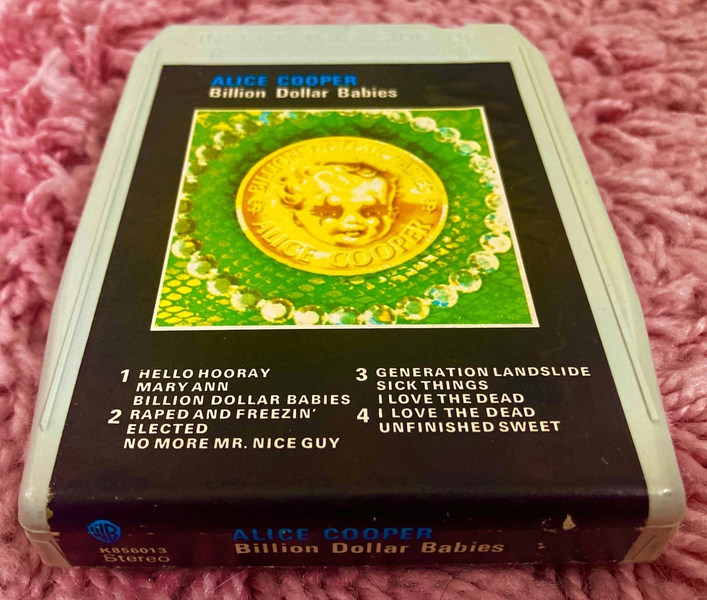 ALICE COOPER
Billion Dollar Babies
BILLION DOLLAR BABIES
ALICE COOPER
1 HELLO HOORAY
MARY ANN
BILLION DOLLAR BABIES
2 RAPED AND FREEZIN'
ELECTED
NO MORE MR. NICE GUY
3 GENERATION LANDSLIDE
SICK THINGS
I LOVE THE DEAD
4 I LOVE THE DEAD
UNFINISHED SWEET
WB
K856013
Stereo
ALICE COOPER
Billion Dollar Babies